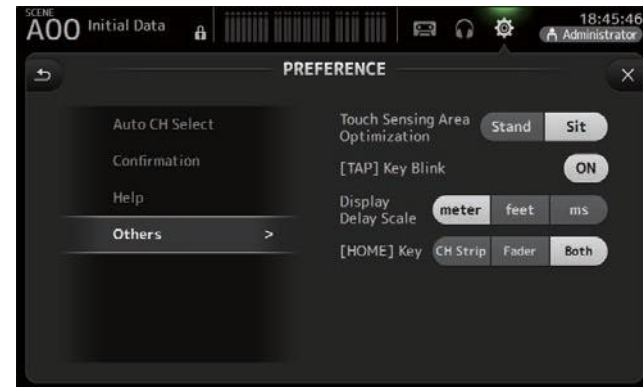 SCENE
A00 Initial Data
18:45:46
Administrator
PREFERENCE
Auto CH Select
Confirmation
Help
Others >
Touch Sensing Area
Optimization
Stand Sit
[TAP] Key Blink
ON
Display
Delay Scale
meter feet ms
[HOME] Key
CH Strip Fader Both